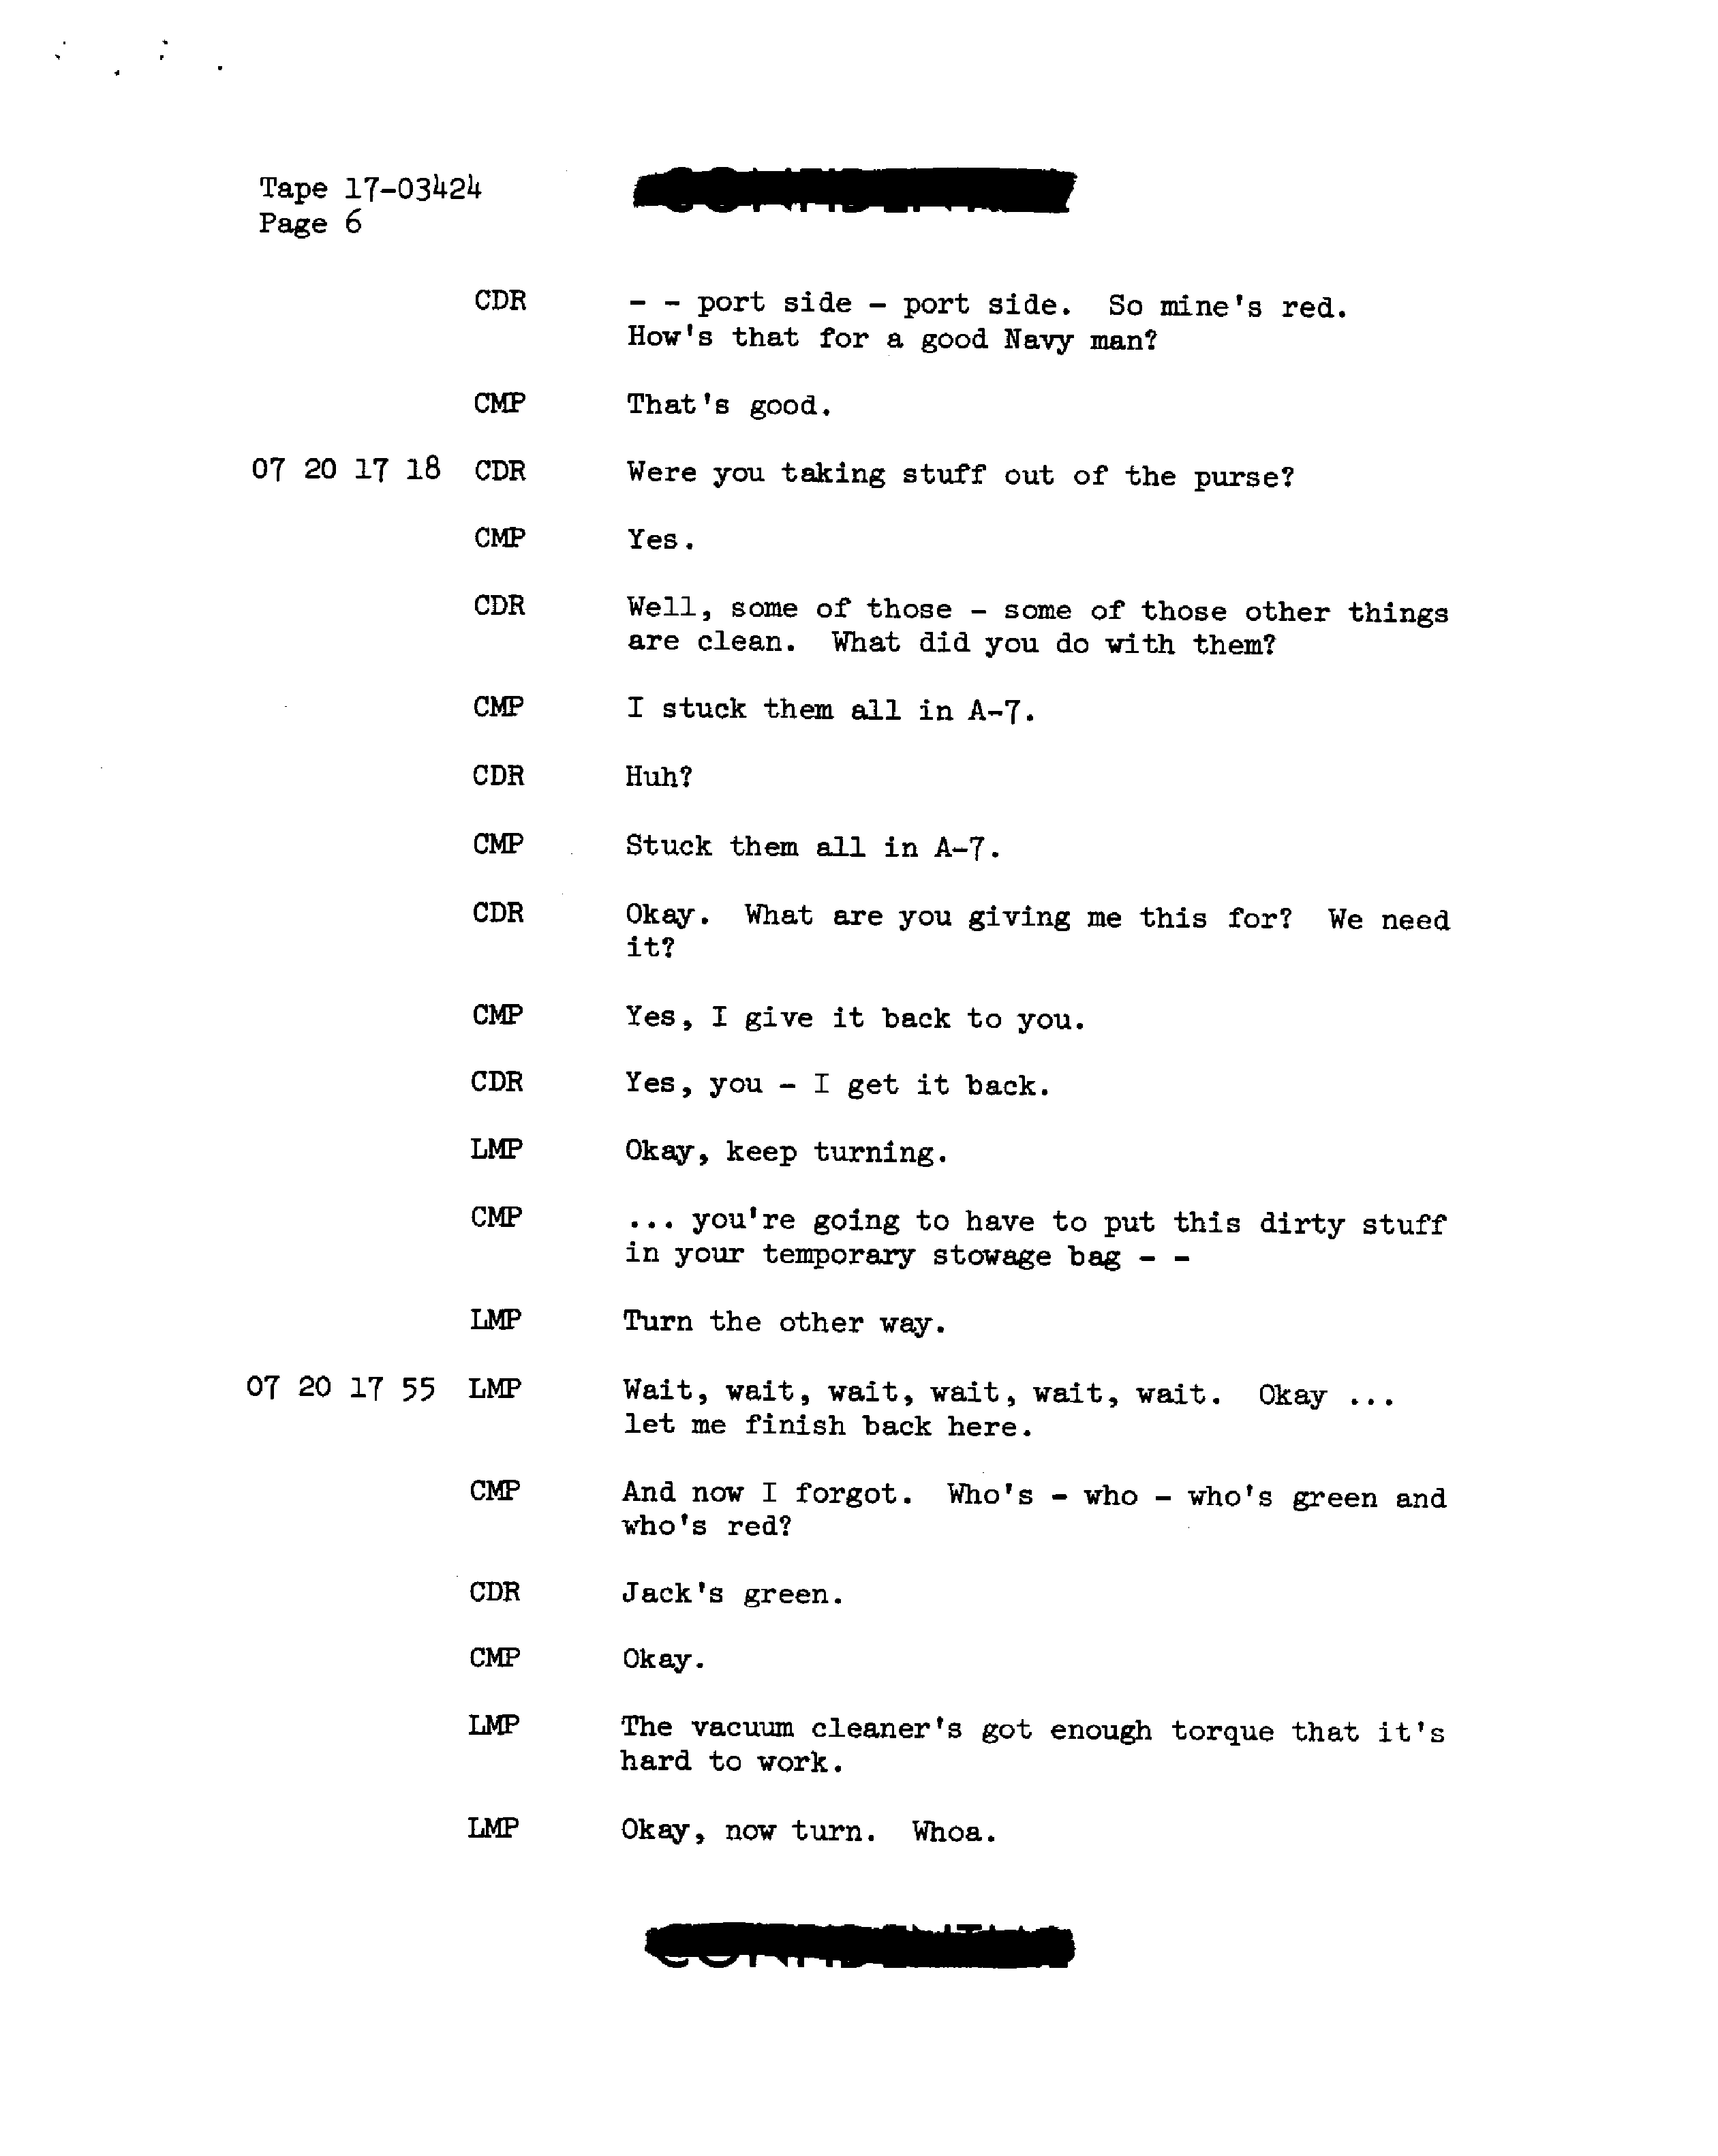 Tape 17-03424
Page 6
CDR - - port side - port side. So mine's red.
How's that for a good Navy man?
CMP That's good.
07 20 17 18 CDR Were you taking stuff out of the purse?
CMP Yes.
CDR Well, some of those - some of those other things
are clean. What did you do with them?
CMP I stuck them all in A-7.
CDR Huh?
CMP Stuck them all in A-7.
CDR Okay. What are you giving me this for? We need
it?
CMP Yes, I give it back to you.
CDR Yes, you - I get it back.
LMP Okay, keep turning.
CMP ... you're going to have to put this dirty stuff
in your temporary stowage bag - -
LMP Turn the other way.
07 20 17 55 LMP Wait, wait, wait, wait, wait, wait. Okay ...
let me finish back here.
CMP And now I forgot. Who's - who - who's green and
who's red?
CDR Jack's green.
CMP Okay.
LMP The vacuum cleaner's got enough torque that it's
hard to work.
LMP Okay, now turn. Whoa.